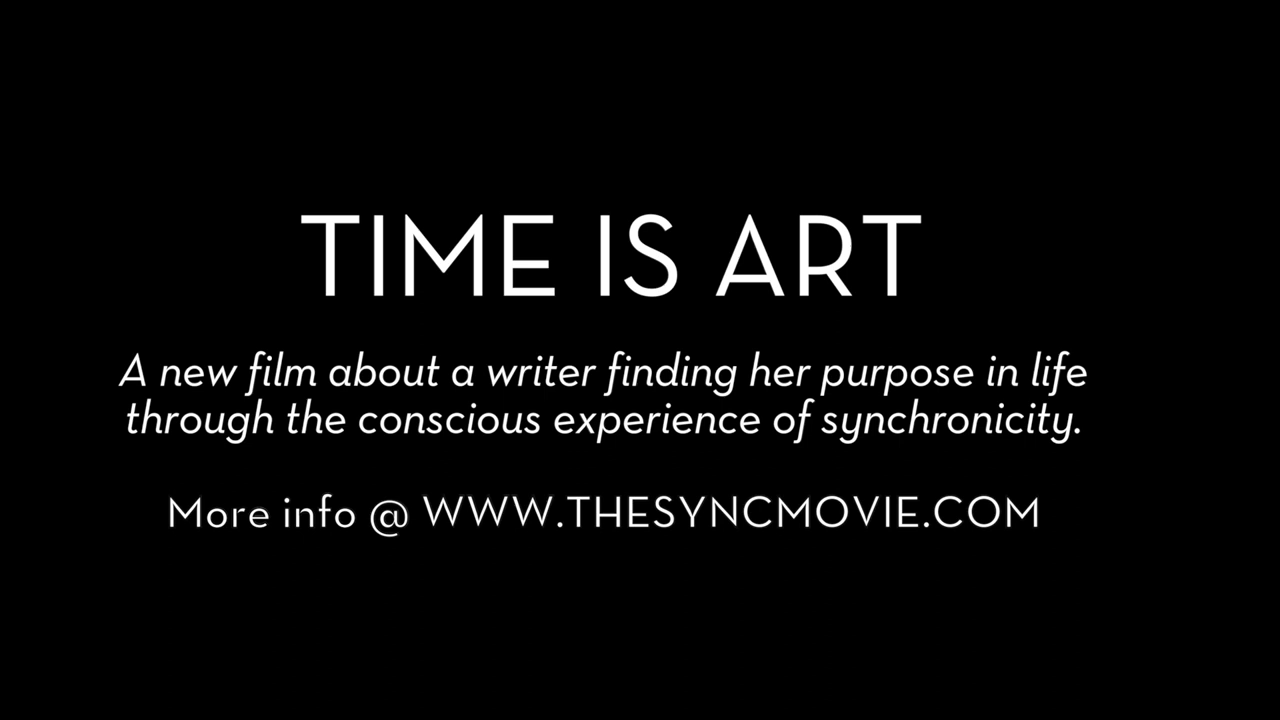 TIME IS ART
A new film about a writer finding her purpose in life
through the conscious experience of synchronicity.
More info @ WWW.THESYNCMOVIE.COM